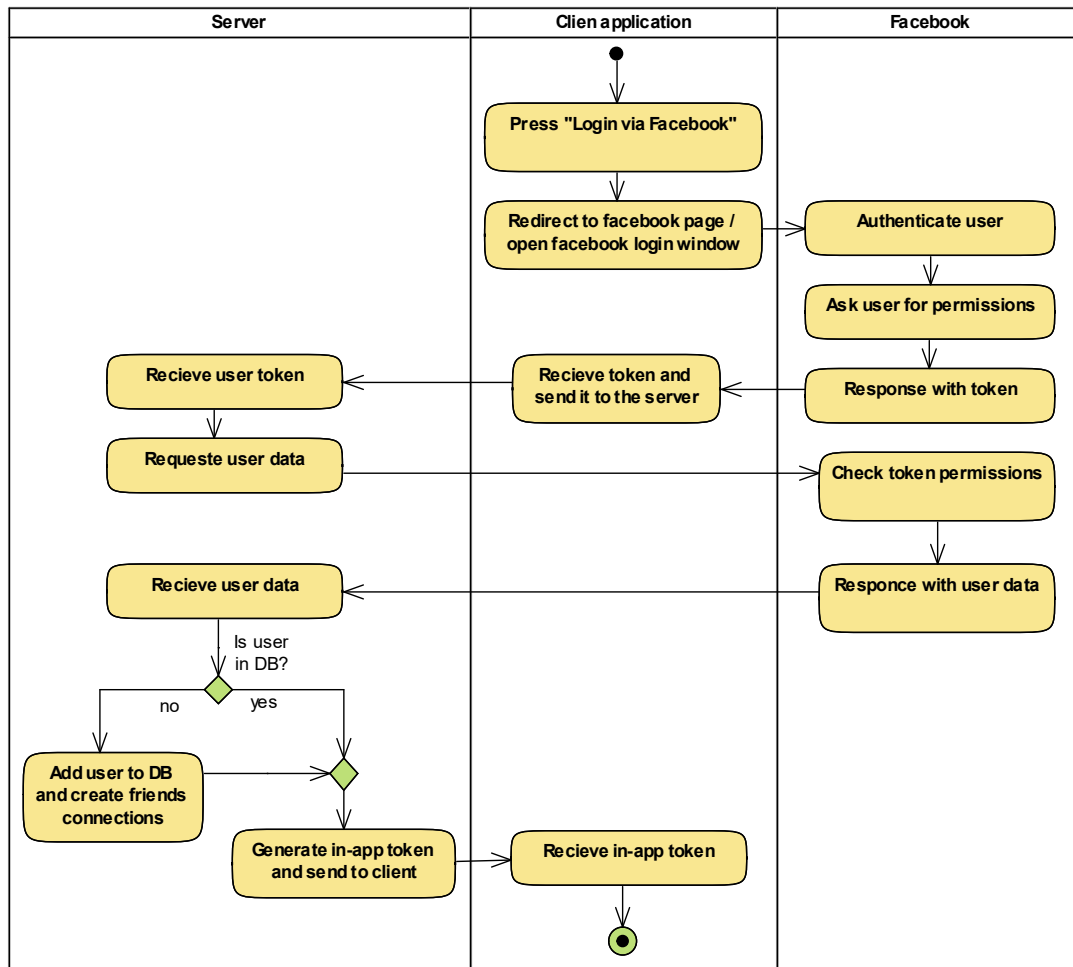 Server
Clien application
Facebook
Press "Login via Facebook"
Redirect to facebook page /
open facebook login window
Authenticate user
Ask user for permissions
Recieve user token
Recieve token and
send it to the server
Response with token
Requeste user data
Check token permissions
Recieve user data
Responce with user data
Is user
in DB?
no
yes
Add user to DB
and create friends
connections
Generate in-app token
and send to client
Recieve in-app token